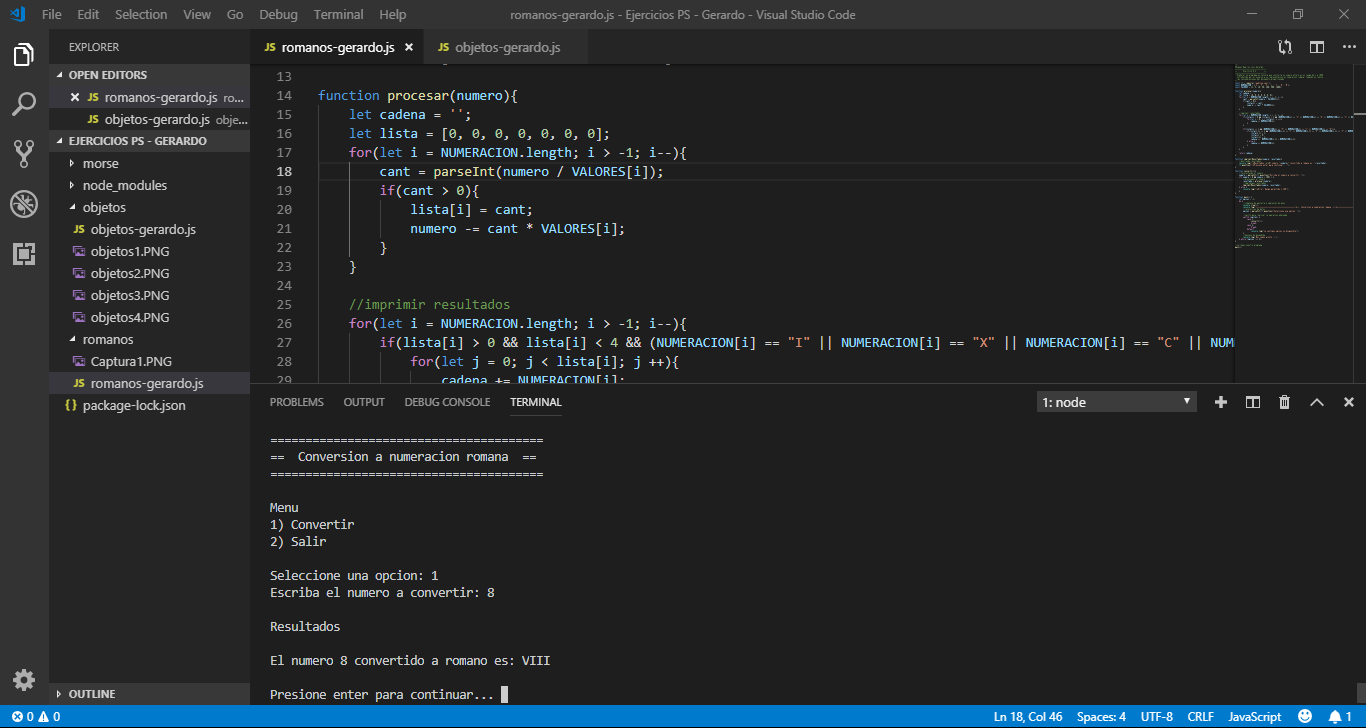 File Edit Selection View Go Debug Terminal Help romanos-gerardo.js - Ejercicios PS - Gerardo - Visual Studio Code
EXPLORER
OPEN EDITORS
JS romanos-gerardo.js ro...
JS objetos-gerardo.js obje...
EJERCICIOS PS - GERARDO
morse
node_modules
objetos
JS objetos-gerardo.js
objetos1.PNG
objetos2.PNG
objetos3.PNG
objetos4.PNG
romanos
Captura1.PNG
JS romanos-gerardo.js
{} package-lock.json
OUTLINE
JS romanos-gerardo.js JS objetos-gerardo.js
13
14 function procesar(numero){
15 let cadena = '';
16 let lista = [0, 0, 0, 0, 0, 0, 0];
17 for(let i = NUMERACION.length; i > -1; i--){
18 cant = parseInt(numero / VALORES[i]);
19 if(cant > 0){
20 lista[i] = cant;
21 numero -= cant * VALORES[i];
22 }
23 }
24
25 //imprimir resultados
26 for(let i = NUMERACION.length; i > -1; i--){
27 if(lista[i] > 0 && lista[i] < 4 && (NUMERACION[i] == "I" || NUMERACION[i] == "X" || NUMERACION[i] == "C" || NUM
28 for(let j = 0; j < lista[i]; j ++){
29 cadena += NUMERACION[i];
PROBLEMS OUTPUT DEBUG CONSOLE TERMINAL 1: node
=======================================
== Conversion a numeracion romana ==
=======================================
Menu
1) Convertir
2) Salir
Seleccione una opcion: 1
Escriba el numero a convertir: 8
Resultados
El numero 8 convertido a romano es: VIII
Presione enter para continuar...
0 0 Ln 18, Col 46 Spaces: 4 UTF-8 CRLF JavaScript 1